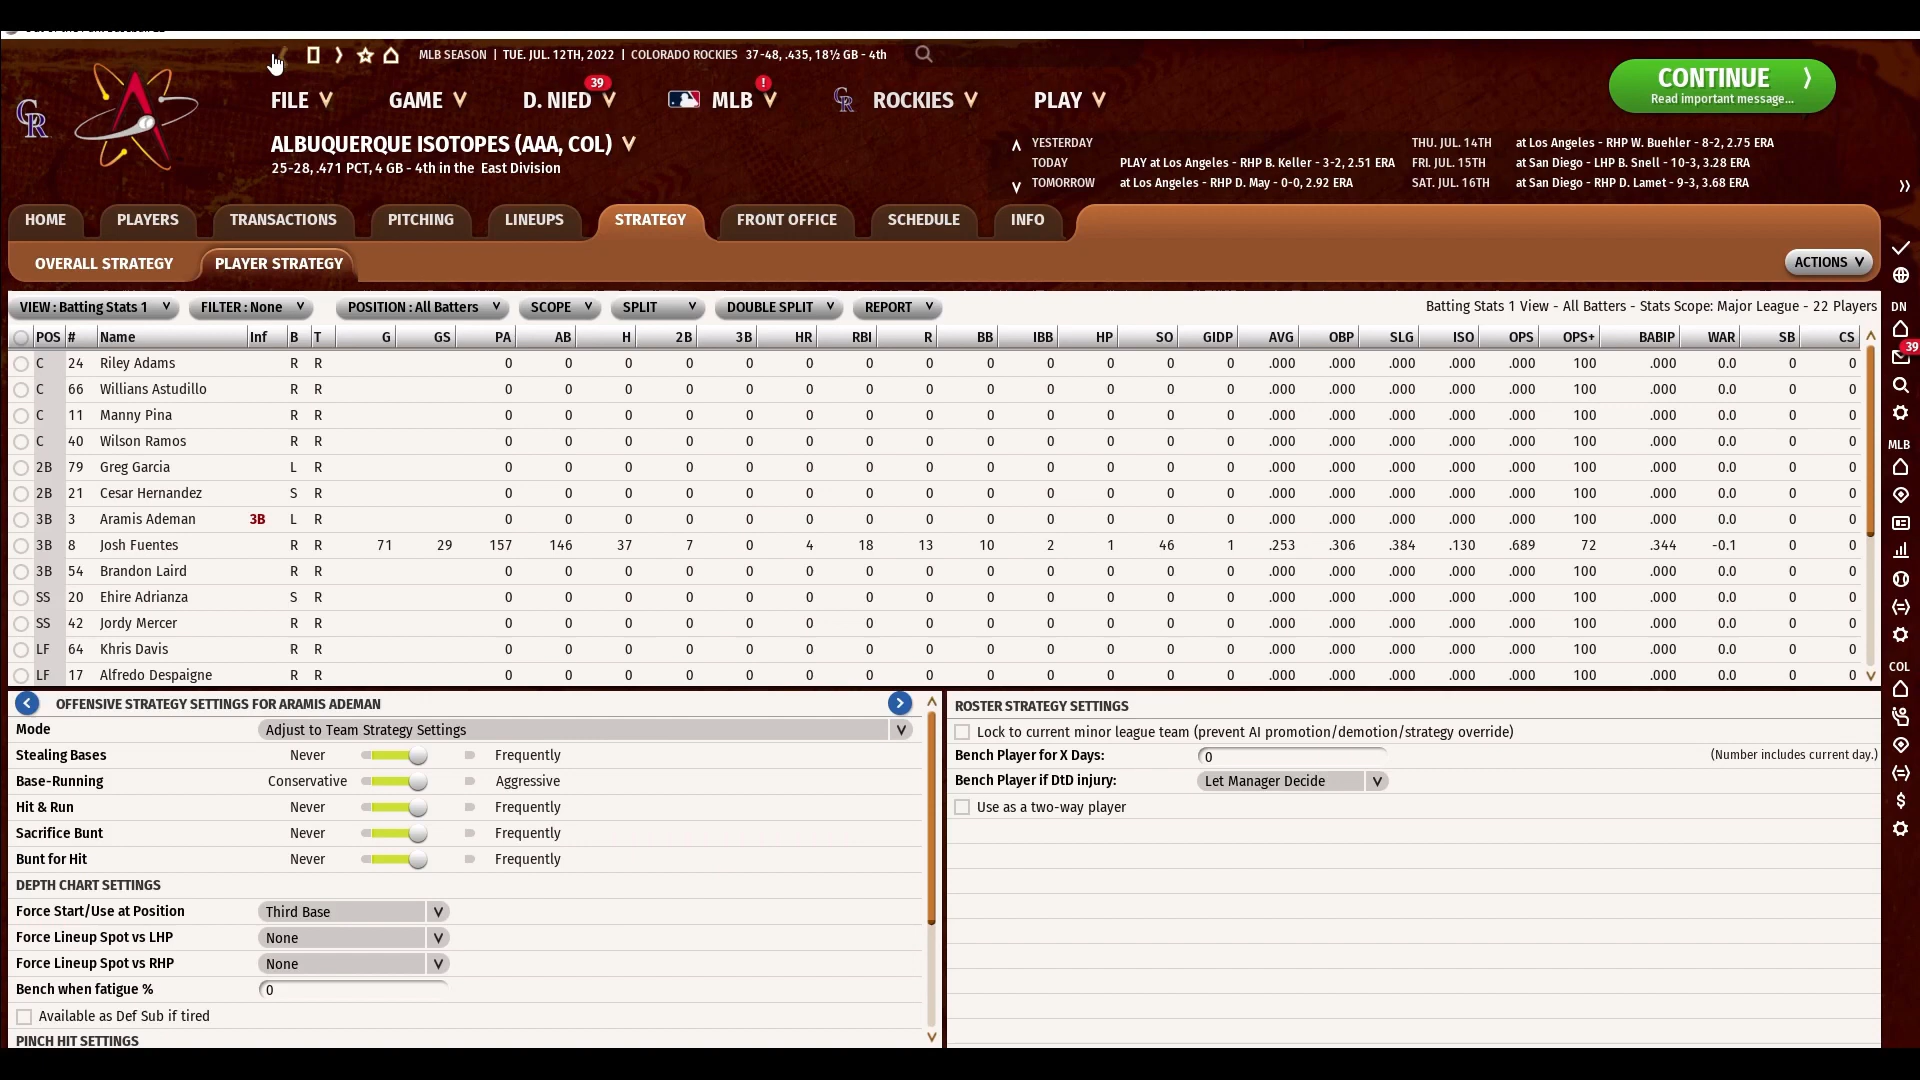 MLB SEASON | TUE. JUL. 12TH, 2022 | COLORADO ROCKIES 37-48, .435, 18½ GB - 4th
FILE GAME D. NIED 39 MLB ! ROCKIES PLAY
CONTINUE
Read important message...
ALBUQUERQUE ISOTOPES (AAA, COL)
25-28, .471 PCT, 4 GB - 4th in the East Division
YESTERDAY
TODAY PLAY at Los Angeles - RHP B. Keller - 3-2, 2.51 ERA
TOMORROW at Los Angeles - RHP D. May - 0-0, 2.92 ERA
THU. JUL. 14TH at Los Angeles - RHP W. Buehler - 8-2, 2.75 ERA
FRI. JUL. 15TH at San Diego - LHP B. Snell - 10-3, 3.28 ERA
SAT. JUL. 16TH at San Diego - RHP D. Lamet - 9-3, 3.68 ERA
HOME PLAYERS TRANSACTIONS PITCHING LINEUPS STRATEGY FRONT OFFICE SCHEDULE INFO
OVERALL STRATEGY PLAYER STRATEGY ACTIONS
VIEW : Batting Stats 1 FILTER : None POSITION : All Batters SCOPE SPLIT DOUBLE SPLIT REPORT Batting Stats 1 View - All Batters - Stats Scope: Major League - 22 Players
POS # Name Inf B T G GS PA AB H 2B 3B HR RBI R BB IBB HP SO GIDP AVG OBP SLG ISO OPS OPS+ BABIP WAR SB CS
C 24 Riley Adams R R 0 0 0 0 0 0 0 0 0 0 0 0 0 .000 .000 .000 .000 .000 100 .000 0.0 0 0
C 66 Willians Astudillo R R 0 0 0 0 0 0 0 0 0 0 0 0 0 .000 .000 .000 .000 .000 100 .000 0.0 0 0
C 11 Manny Pina R R 0 0 0 0 0 0 0 0 0 0 0 0 0 .000 .000 .000 .000 .000 100 .000 0.0 0 0
C 40 Wilson Ramos R R 0 0 0 0 0 0 0 0 0 0 0 0 0 .000 .000 .000 .000 .000 100 .000 0.0 0 0
2B 79 Greg Garcia L R 0 0 0 0 0 0 0 0 0 0 0 0 0 .000 .000 .000 .000 .000 100 .000 0.0 0 0
2B 21 Cesar Hernandez S R 0 0 0 0 0 0 0 0 0 0 0 0 0 .000 .000 .000 .000 .000 100 .000 0.0 0 0
3B 3 Aramis Ademan 3B L R 0 0 0 0 0 0 0 0 0 0 0 0 0 .000 .000 .000 .000 .000 100 .000 0.0 0 0
3B 8 Josh Fuentes R R 71 29 157 146 37 7 0 4 18 13 10 2 1 46 1 .253 .306 .384 .130 .689 72 .344 -0.1 0 0
3B 54 Brandon Laird R R 0 0 0 0 0 0 0 0 0 0 0 0 0 .000 .000 .000 .000 .000 100 .000 0.0 0 0
SS 20 Ehire Adrianza S R 0 0 0 0 0 0 0 0 0 0 0 0 0 .000 .000 .000 .000 .000 100 .000 0.0 0 0
SS 42 Jordy Mercer R R 0 0 0 0 0 0 0 0 0 0 0 0 0 .000 .000 .000 .000 .000 100 .000 0.0 0 0
LF 64 Khris Davis R R 0 0 0 0 0 0 0 0 0 0 0 0 0 .000 .000 .000 .000 .000 100 .000 0.0 0 0
LF 17 Alfredo Despaigne R R 0 0 0 0 0 0 0 0 0 0 0 0 0 .000 .000 .000 .000 .000 100 .000 0.0 0 0
OFFENSIVE STRATEGY SETTINGS FOR ARAMIS ADEMAN
Mode Adjust to Team Strategy Settings
Stealing Bases Never Frequently
Base-Running Conservative Aggressive
Hit & Run Never Frequently
Sacrifice Bunt Never Frequently
Bunt for Hit Never Frequently
DEPTH CHART SETTINGS
Force Start/Use at Position Third Base
Force Lineup Spot vs LHP None
Force Lineup Spot vs RHP None
Bench when fatigue % 0
Available as Def Sub if tired
PINCH HIT SETTINGS
ROSTER STRATEGY SETTINGS
Lock to current minor league team (prevent AI promotion/demotion/strategy override)
Bench Player for X Days: 0 (Number includes current day.)
Bench Player if DtD injury: Let Manager Decide
Use as a two-way player
DN
39
MLB
COL